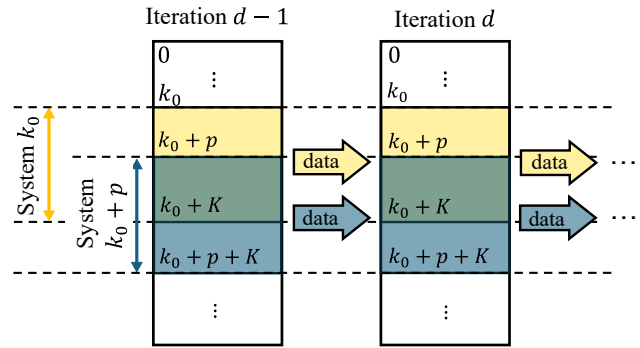 Iteration d − 1
Iteration d
0
⋮
k₀
k₀ + p
k₀ + K
k₀ + p + K
⋮
0
⋮
k₀
k₀ + p
k₀ + K
k₀ + p + K
⋮
System k₀
System
k₀ + p
data
data
data
data
⋯
⋯